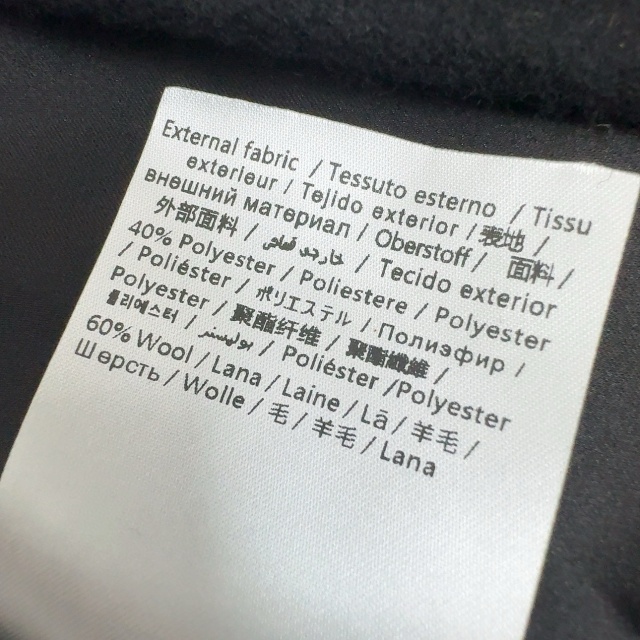 External fabric / Tessuto esterno / Tissu
exterieur / Tejido exterior / 表地 /
внешний материал / Oberstoff / 面料 /
外部面料 / / Tecido exterior
40% Polyester / Poliestere / Polyester
/ Poliéster / ポリエステル / Полиэфир /
Polyester / 聚酯纤维 / 聚酯纖維 /
폴리에스터 / بوليستر / Poliéster /Polyester
60% Wool / Lana / Laine / Lã / 羊毛 /
Шерсть / Wolle / 毛 / 羊毛 / Lana